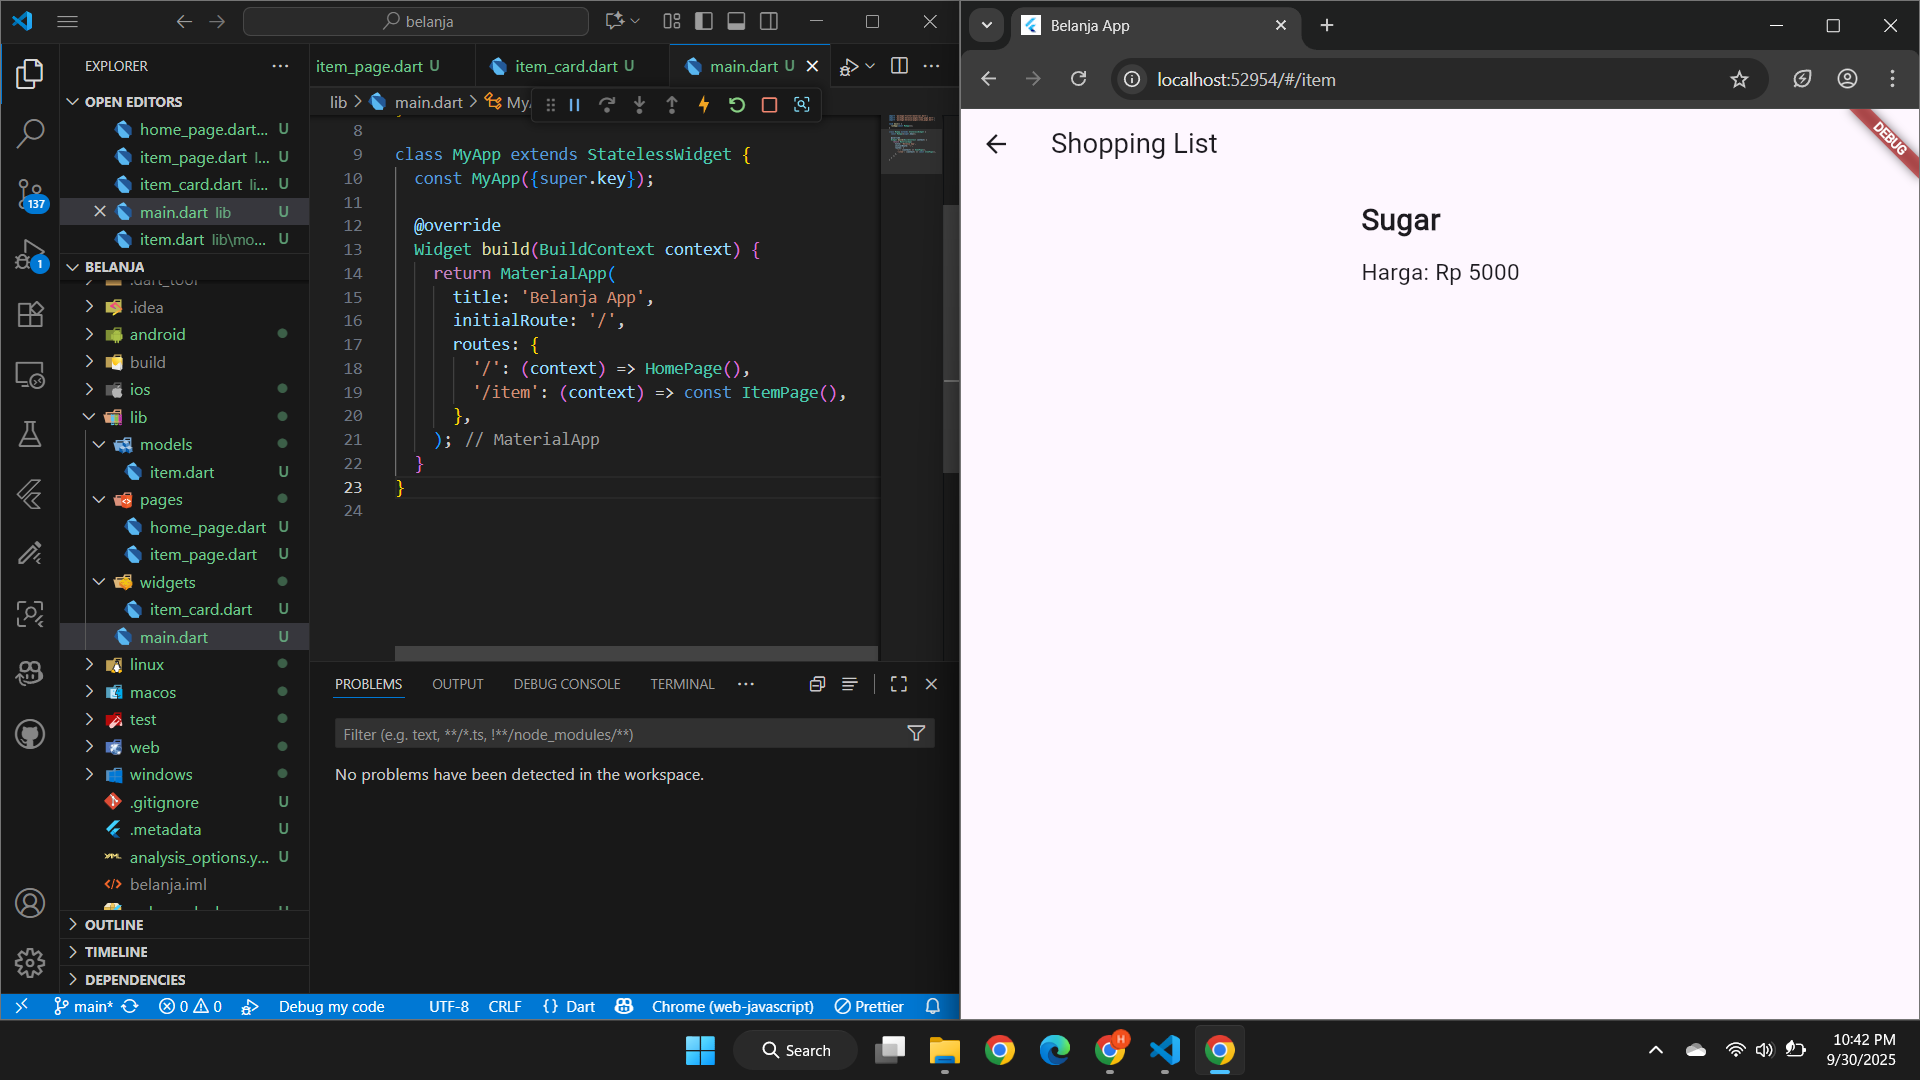 belanja
EXPLORER
OPEN EDITORS
home_page.dart... U
item_page.dart l... U
item_card.dart li... U
main.dart lib U
item.dart lib\mo... U
BELANJA
.dart_tool
.idea
android
build
ios
lib
models
item.dart U
pages
home_page.dart U
item_page.dart U
widgets
item_card.dart U
main.dart U
linux
macos
test
web
windows
.gitignore U
.metadata U
analysis_options.y... U
belanja.iml
OUTLINE
TIMELINE
DEPENDENCIES
137
1
item_page.dart U
item_card.dart U
main.dart U
lib > main.dart > My
8
9 class MyApp extends StatelessWidget {
10 const MyApp({super.key});
11
12 @override
13 Widget build(BuildContext context) {
14 return MaterialApp(
15 title: 'Belanja App',
16 initialRoute: '/',
17 routes: {
18 '/': (context) => HomePage(),
19 '/item': (context) => const ItemPage(),
20 },
21 ); // MaterialApp
22 }
23 }
24
PROBLEMS OUTPUT DEBUG CONSOLE TERMINAL
Filter (e.g. text, **/*.ts, !**/node_modules/**)
No problems have been detected in the workspace.
main* 0 0 Debug my code UTF-8 CRLF {} Dart Chrome (web-javascript) Prettier
Belanja App
localhost:52954/#/item
Shopping List
DEBUG
Sugar
Harga: Rp 5000
Search
H
10:42 PM
9/30/2025